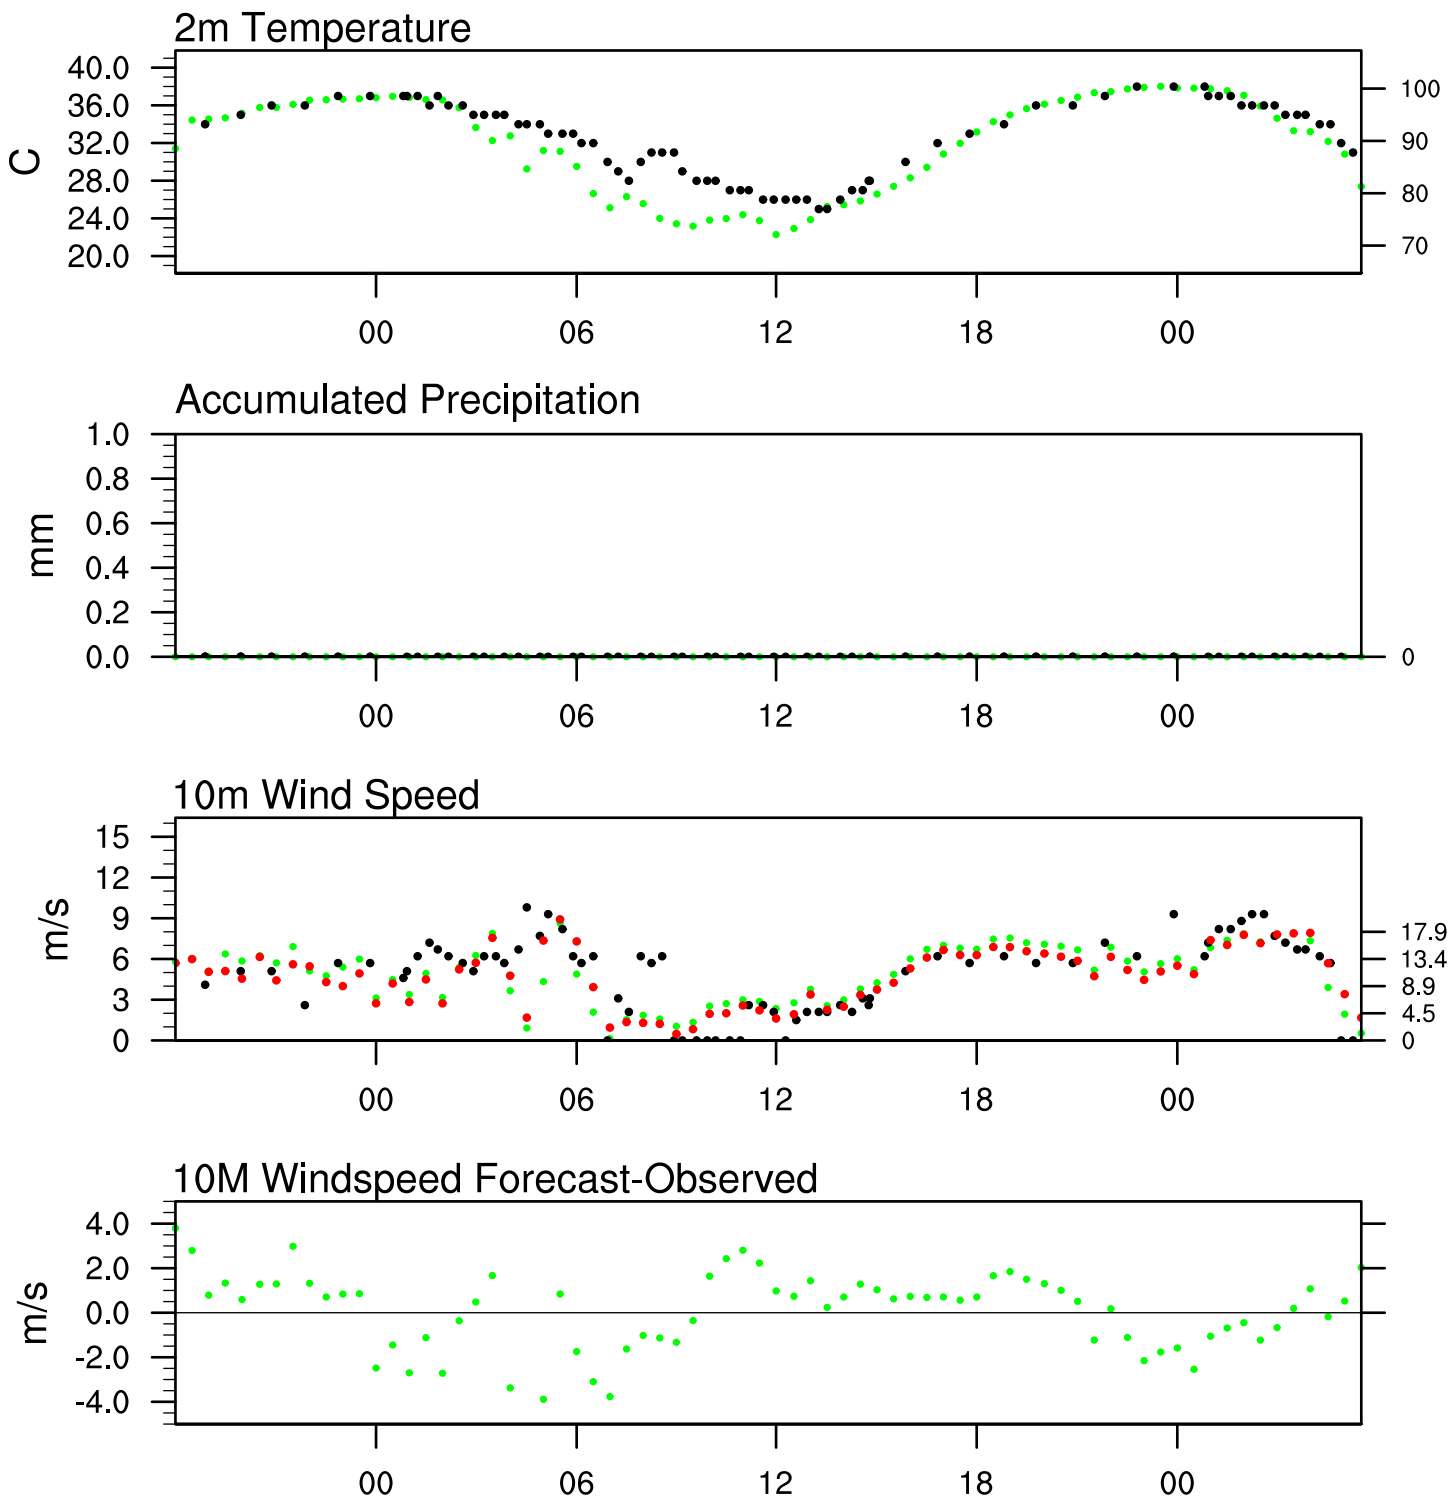 2m Temperature
40.0
36.0
32.0
28.0
24.0
20.0
C
100
90
80
70
00 06 12 18 00
Accumulated Precipitation
1.0
0.8
0.6
0.4
0.2
0.0
mm
0
00 06 12 18 00
10m Wind Speed
15
12
9
6
3
0
m/s
17.9
13.4
8.9
4.5
0
00 06 12 18 00
10M Windspeed Forecast-Observed
4.0
2.0
0.0
-2.0
-4.0
m/s
00 06 12 18 00